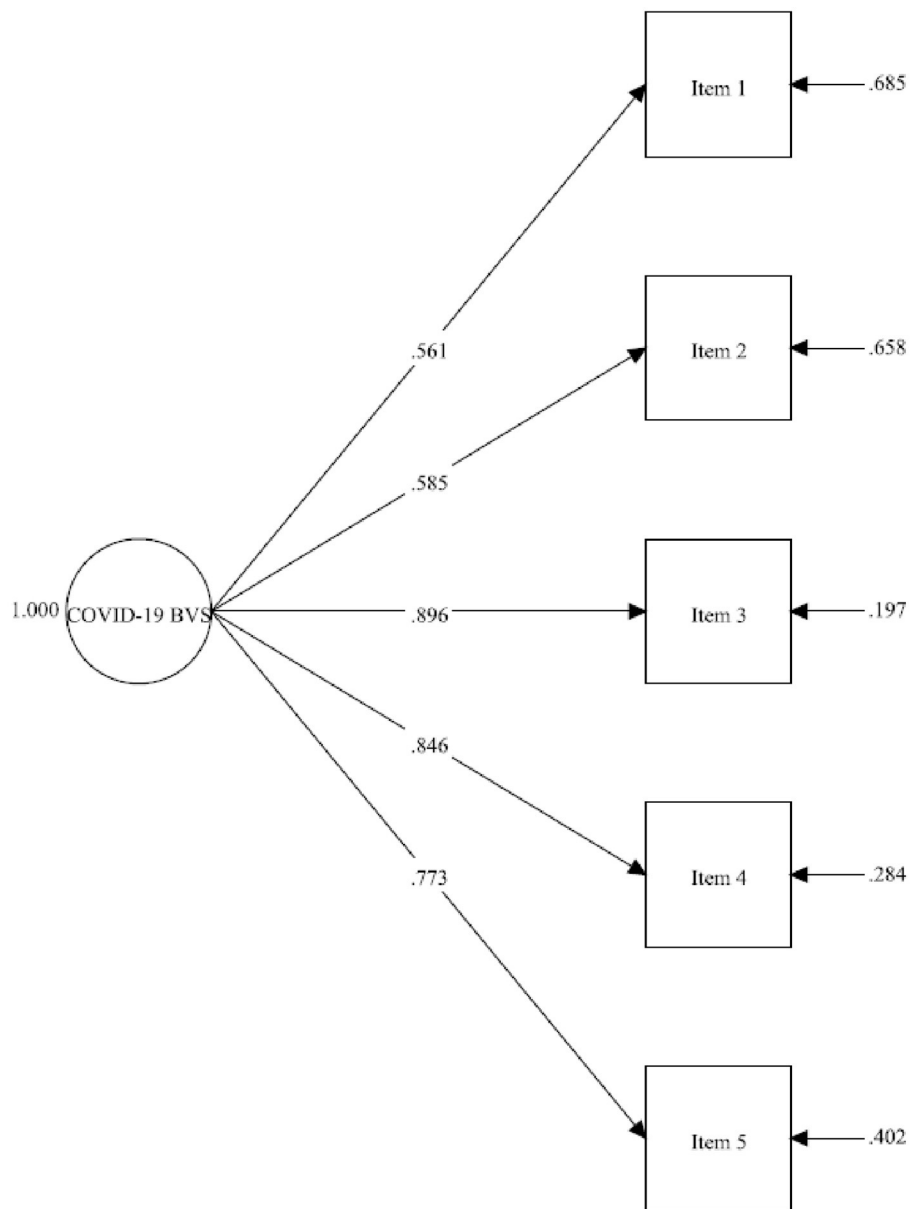 Item 1
.685
.561
Item 2
.658
.585
1.000
COVID-19 BVS
.896
Item 3
.197
.846
Item 4
.284
.773
Item 5
.402